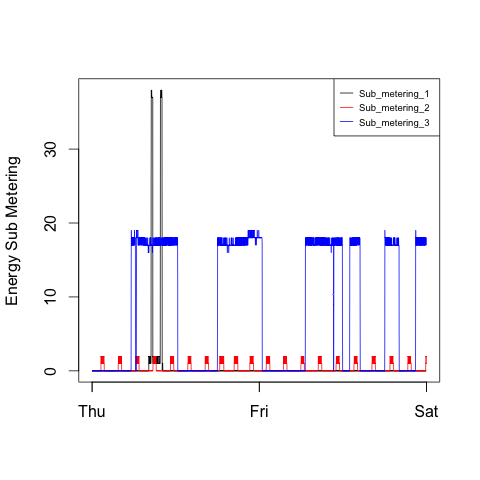 Sub_metering_1
Sub_metering_2
Sub_metering_3
Energy Sub Metering
30
20
10
0
Thu Fri Sat